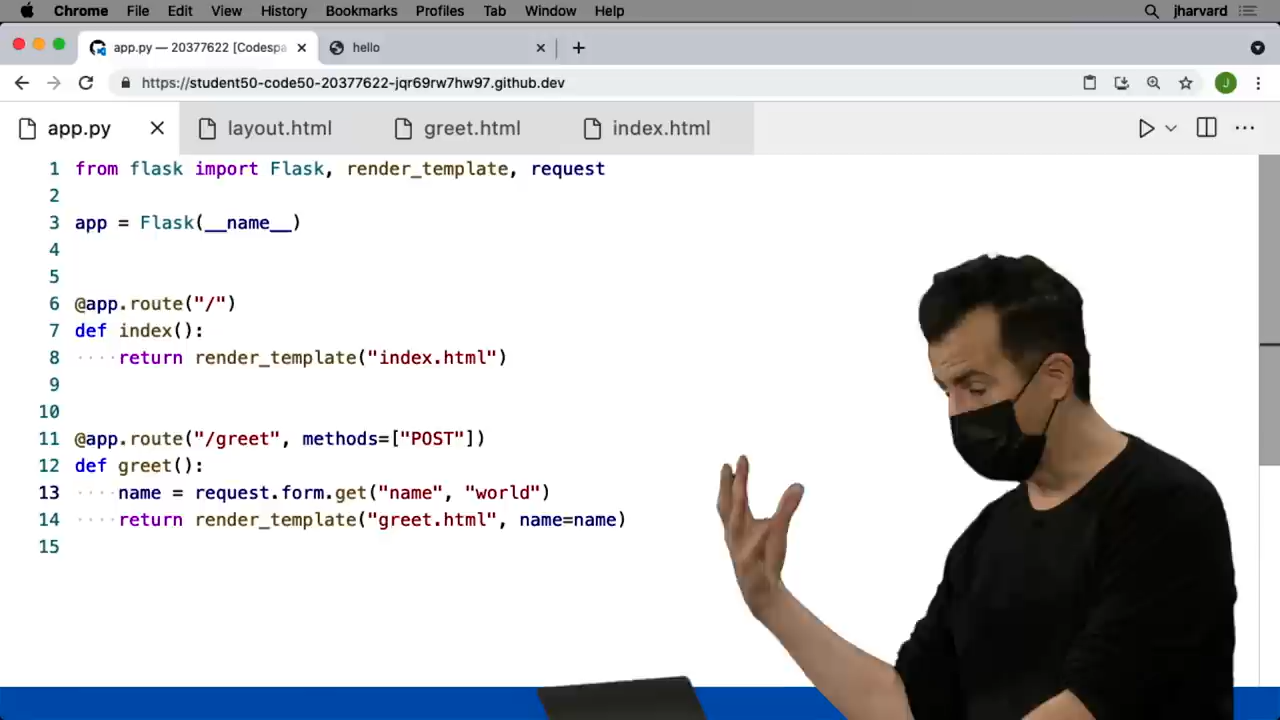 Chrome File Edit View History Bookmarks Profiles Tab Window Help jharvard
app.py — 20377622 [Codespa hello
https://student50-code50-20377622-jqr69rw7hw97.github.dev J
app.py layout.html greet.html index.html
1 from flask import Flask, render_template, request
2
3 app = Flask(__name__)
4
5
6 @app.route("/")
7 def index():
8 ····return render_template("index.html")
9
10
11 @app.route("/greet", methods=["POST"])
12 def greet():
13 ····name = request.form.get("name", "world")
14 ····return render_template("greet.html", name=name)
15